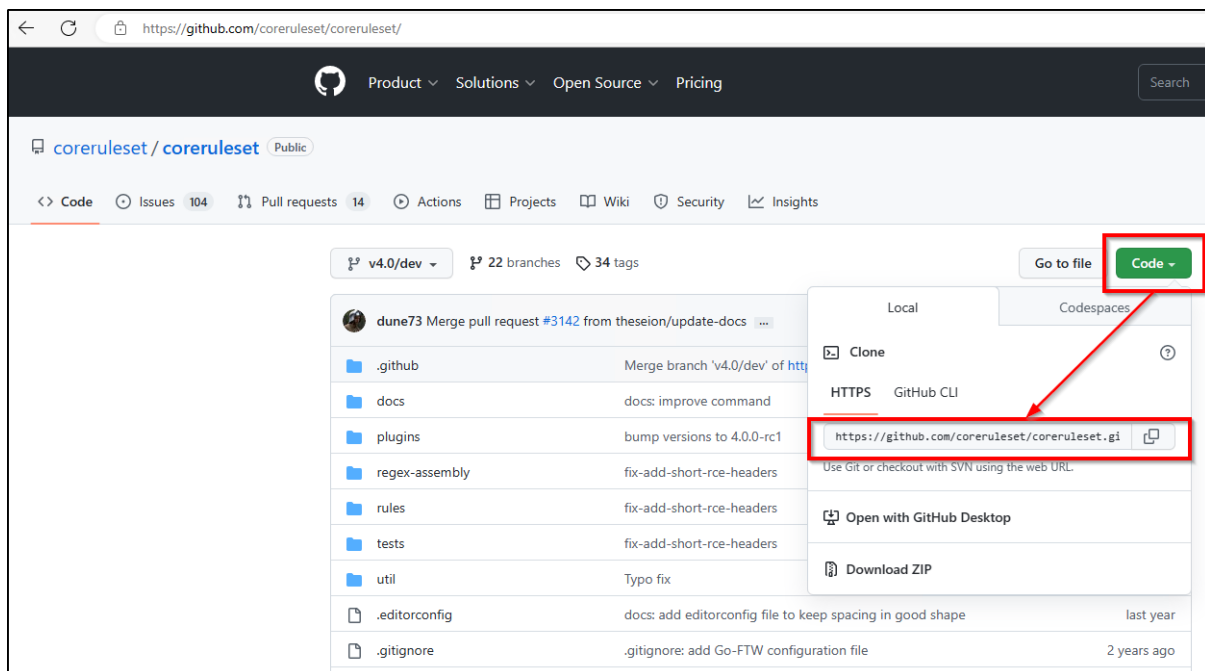 https://github.com/coreruleset/coreruleset/
Product Solutions Open Source Pricing Search
coreruleset / coreruleset Public
Code Issues 104 Pull requests 14 Actions Projects Wiki Security Insights
v4.0/dev 22 branches 34 tags Go to file Code
dune73 Merge pull request #3142 from theseion/update-docs ...
.github Merge branch 'v4.0/dev' of http
docs docs: improve command
plugins bump versions to 4.0.0-rc1
regex-assembly fix-add-short-rce-headers
rules fix-add-short-rce-headers
tests fix-add-short-rce-headers
util Typo fix
.editorconfig docs: add editorconfig file to keep spacing in good shape last year
.gitignore .gitignore: add Go-FTW configuration file 2 years ago
Local Codespaces
Clone
HTTPS GitHub CLI
https://github.com/coreruleset/coreruleset.gi
Use Git or checkout with SVN using the web URL.
Open with GitHub Desktop
Download ZIP